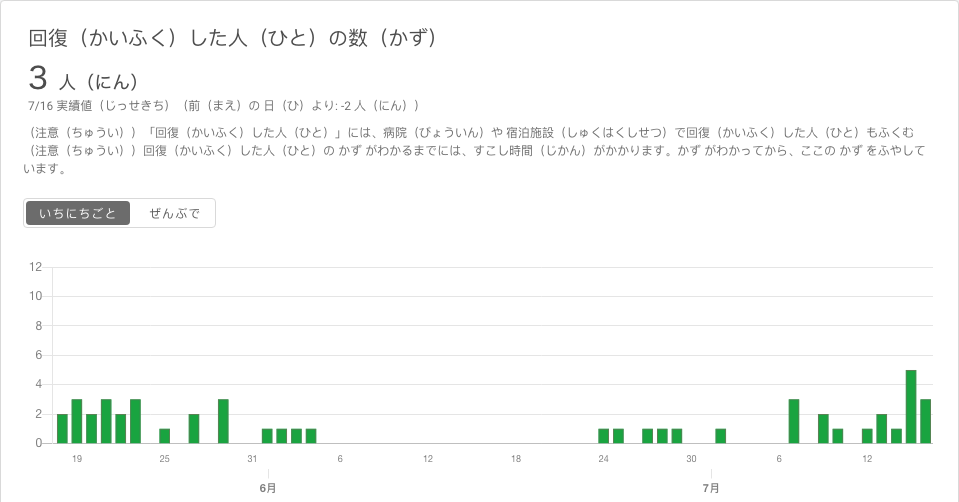 回復（かいふく）した人（ひと）の数（かず）
3 人（にん）
7/16 実績値（じっせきち）（前（まえ）の 日（ひ）より: -2 人（にん））
（注意（ちゅうい））「回復（かいふく）した人（ひと）」には、病院（びょういん）や 宿泊施設（しゅくはくしせつ）で回復（かいふく）した人（ひと）もふくむ
（注意（ちゅうい））回復（かいふく）した人（ひと）の かず がわかるまでには、すこし時間（じかん）がかかります。かず がわかってから、ここの かず をふやして
います。
いちにちごと ぜんぶで
12
10
8
6
4
2
0
19 25 31 6 12 18 24 30 6 12
6月 7月